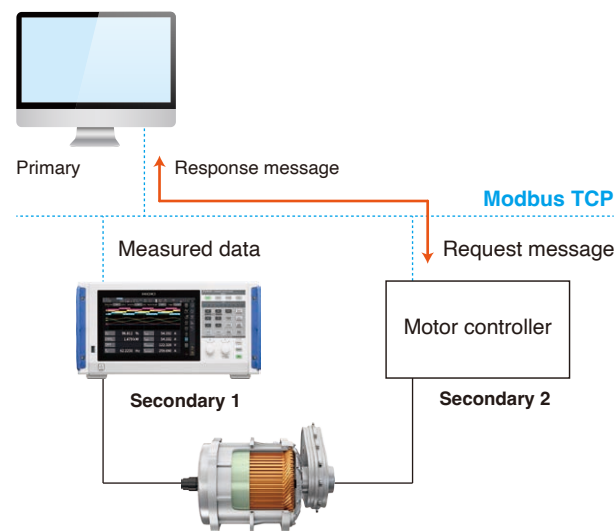 Primary
Response message
Modbus TCP
Measured data
Request message
Motor controller
Secondary 1
Secondary 2